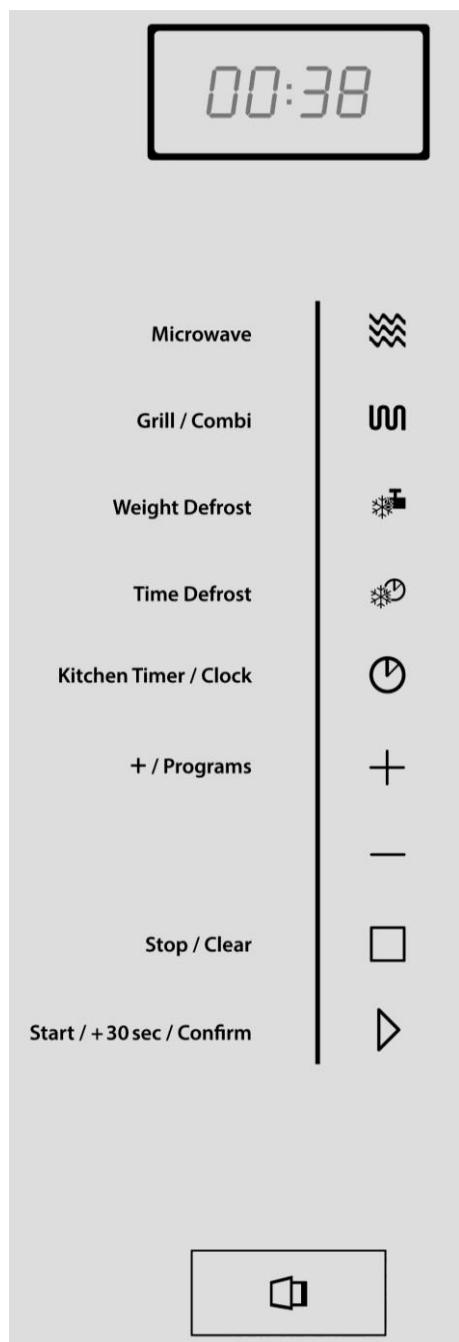 00:38
Microwave
Grill / Combi
Weight Defrost
Time Defrost
Kitchen Timer / Clock
+ / Programs
Stop / Clear
Start / +30 sec / Confirm